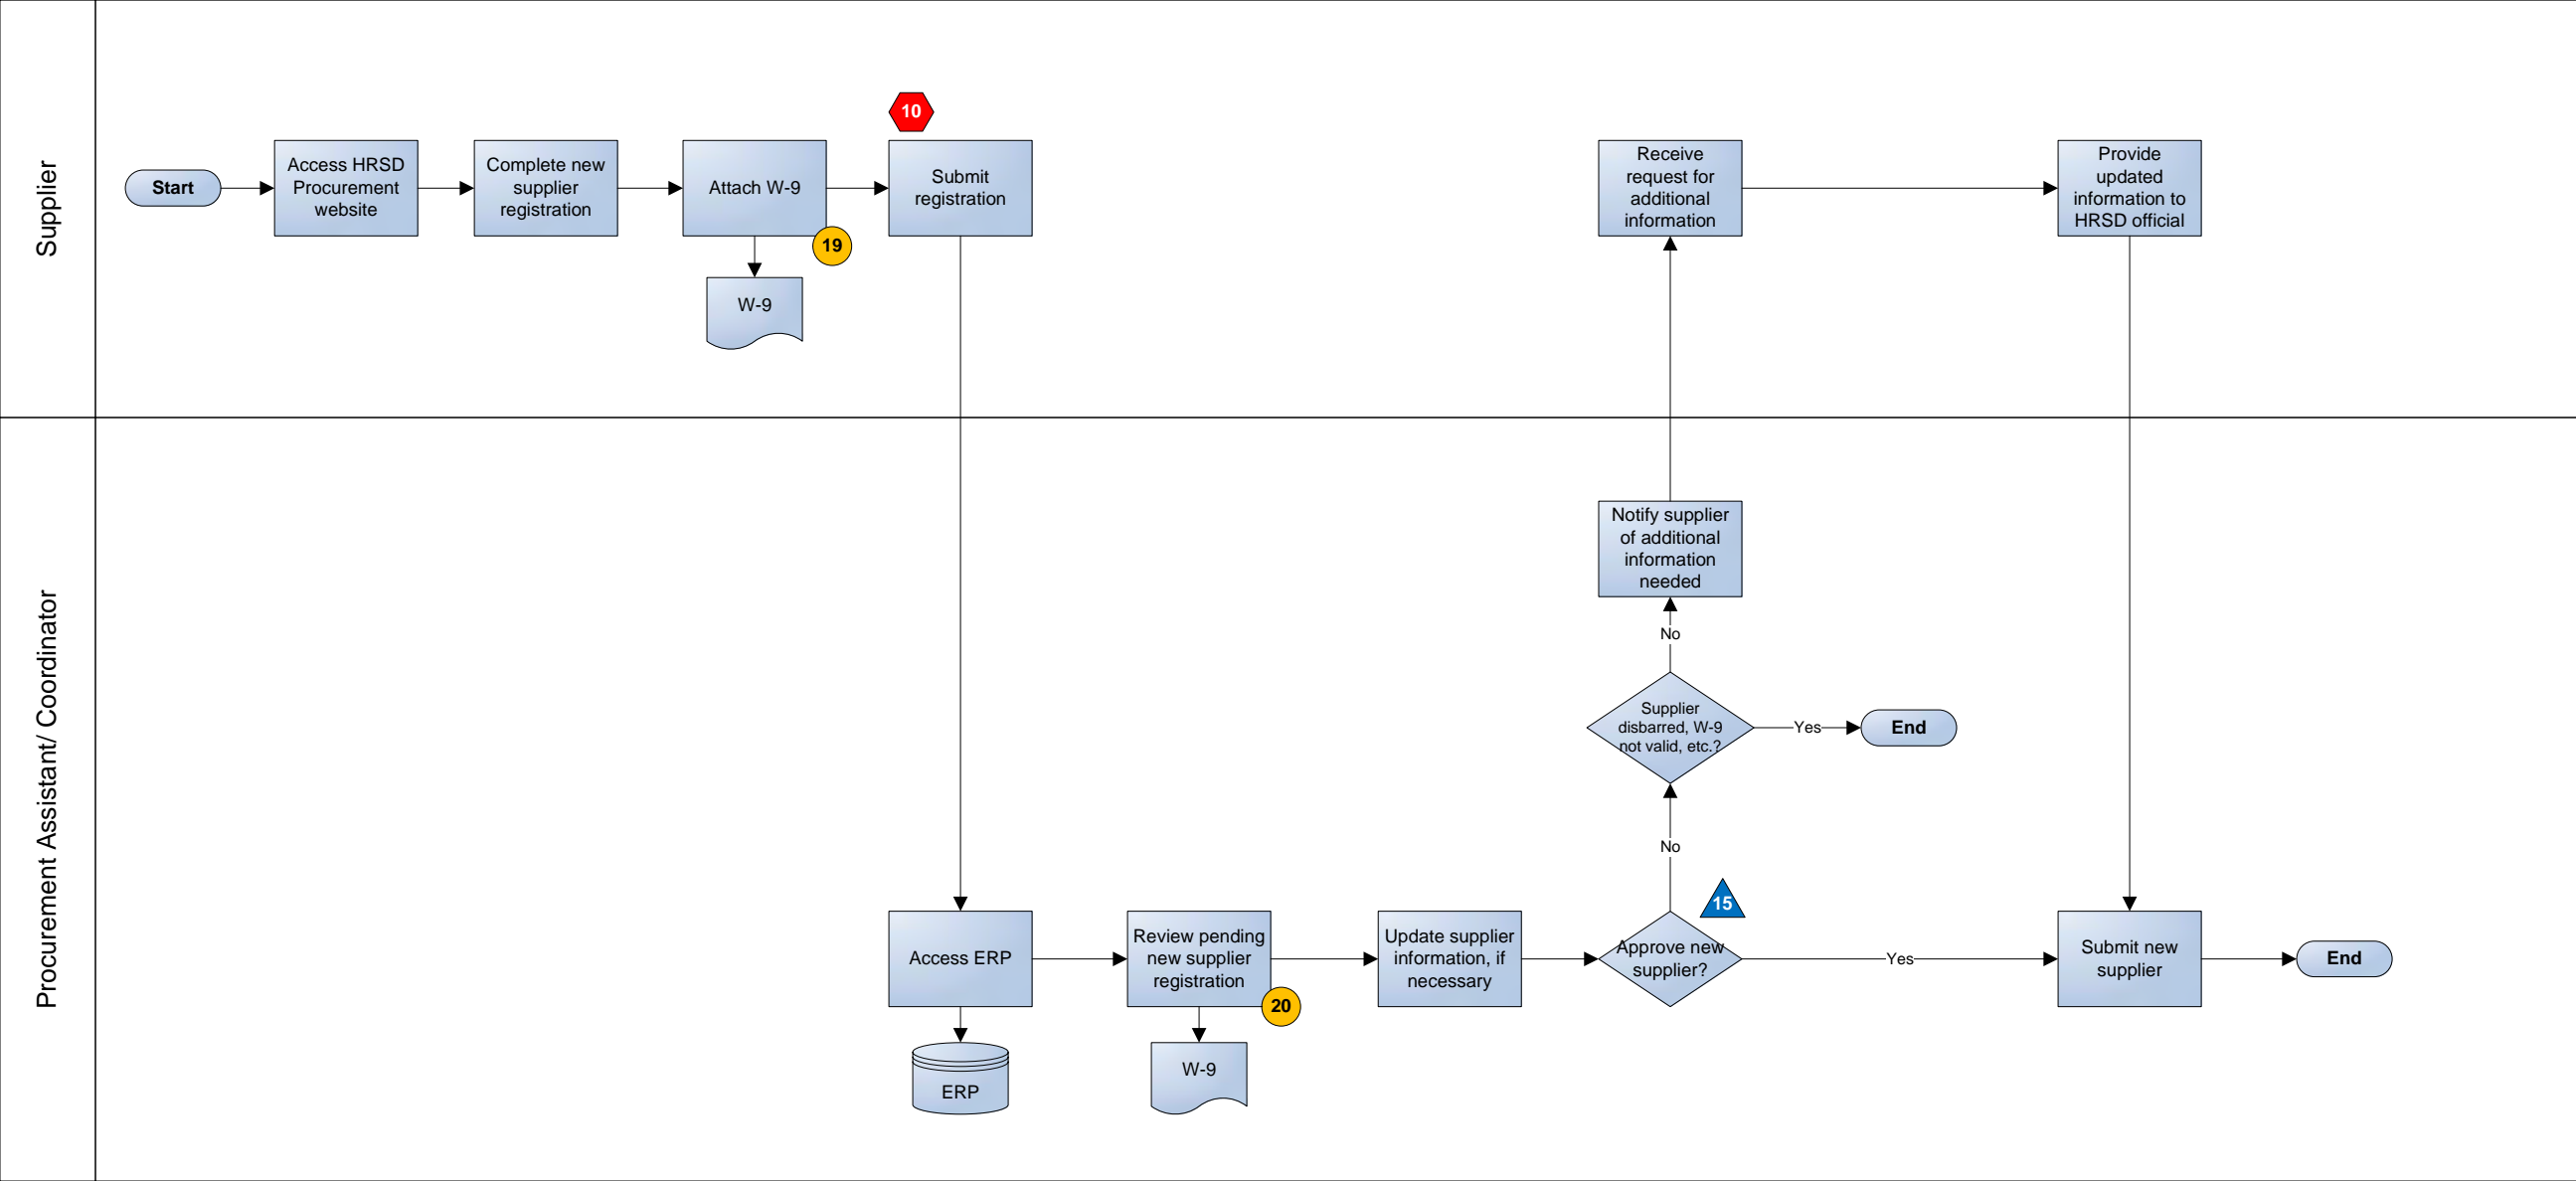 Supplier
10
Start
Access HRSD
Procurement
website
Complete new
supplier
registration
Attach W-9
Submit
registration
19
W-9
Receive
request for
additional
information
Provide
updated
information to
HRSD official
Procurement Assistant/ Coordinator
Notify supplier
of additional
information
needed
No
Supplier
disbarred, W-9
not valid, etc.?
Yes
End
No
15
Access ERP
Review pending
new supplier
registration
20
Update supplier
information, if
necessary
Approve new
supplier?
Yes
Submit new
supplier
End
ERP
W-9